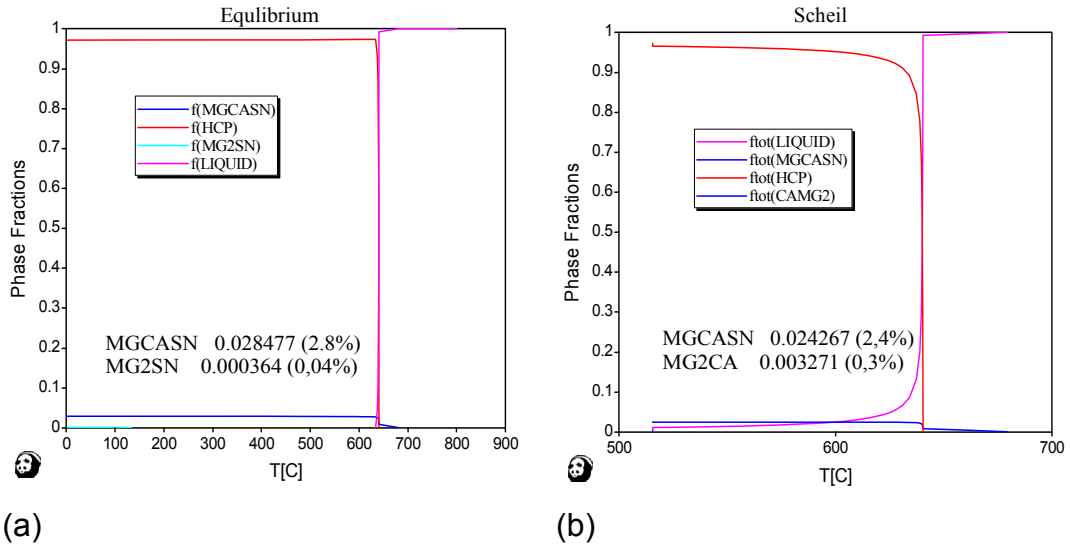 Equlibrium
1
0.9
0.8
0.7
0.6
0.5
0.4
0.3
0.2
0.1
0
Phase Fractions
f(MGCASN)
f(HCP)
f(MG2SN)
f(LIQUID)
MGCASN 0.028477 (2.8%)
MG2SN 0.000364 (0,04%)
0 100 200 300 400 500 600 700 800 900
T[C]
(a)
Scheil
1
0.9
0.8
0.7
0.6
0.5
0.4
0.3
0.2
0.1
0
Phase Fractions
ftot(LIQUID)
ftot(MGCASN)
ftot(HCP)
ftot(CAMG2)
MGCASN 0.024267 (2,4%)
MG2CA 0.003271 (0,3%)
500 600 700
T[C]
(b)